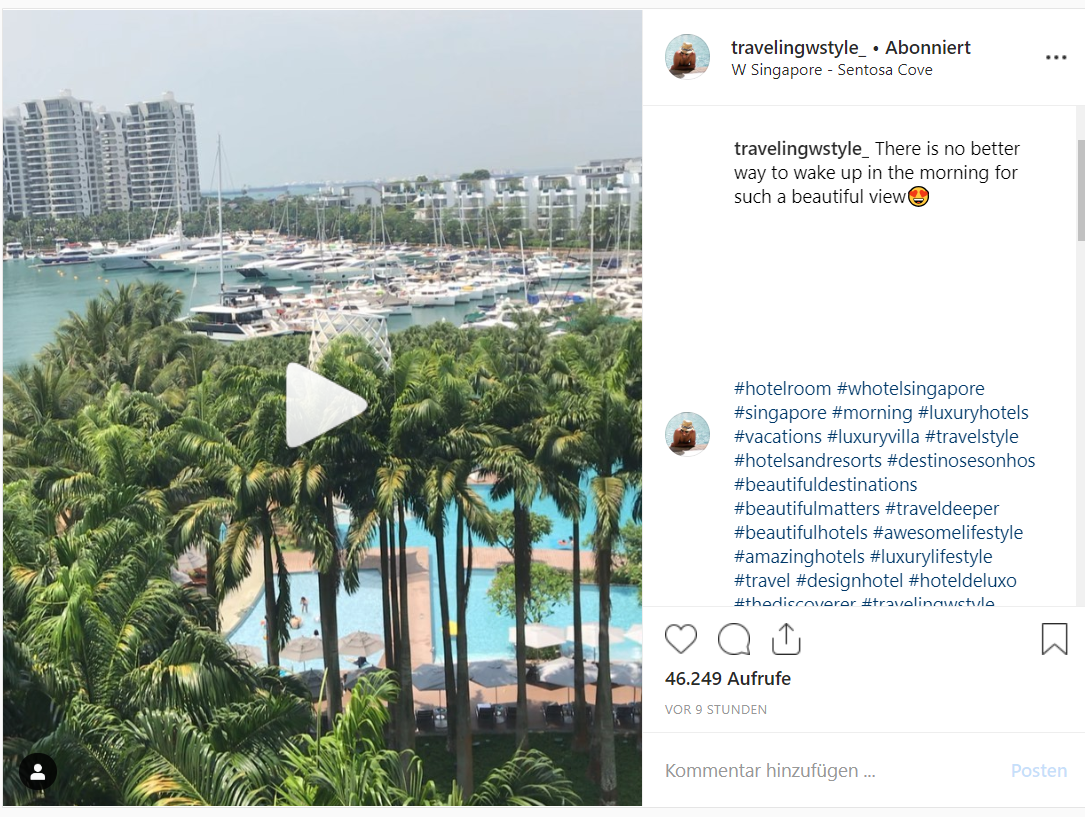 travelingwstyle_ • Abonniert
W Singapore - Sentosa Cove
travelingwstyle_ There is no better
way to wake up in the morning for
such a beautiful view😍
#hotelroom #whotelsingapore
#singapore #morning #luxuryhotels
#vacations #luxuryvilla #travelstyle
#hotelsandresorts #destinosesonhos
#beautifuldestinations
#beautifulmatters #traveldeeper
#beautifulhotels #awesomelifestyle
#amazinghotels #luxurylifestyle
#travel #designhotel #hoteldeluxo
#thediscoverer #travelingwstyle
46.249 Aufrufe
VOR 9 STUNDEN
Kommentar hinzufügen ...
Posten